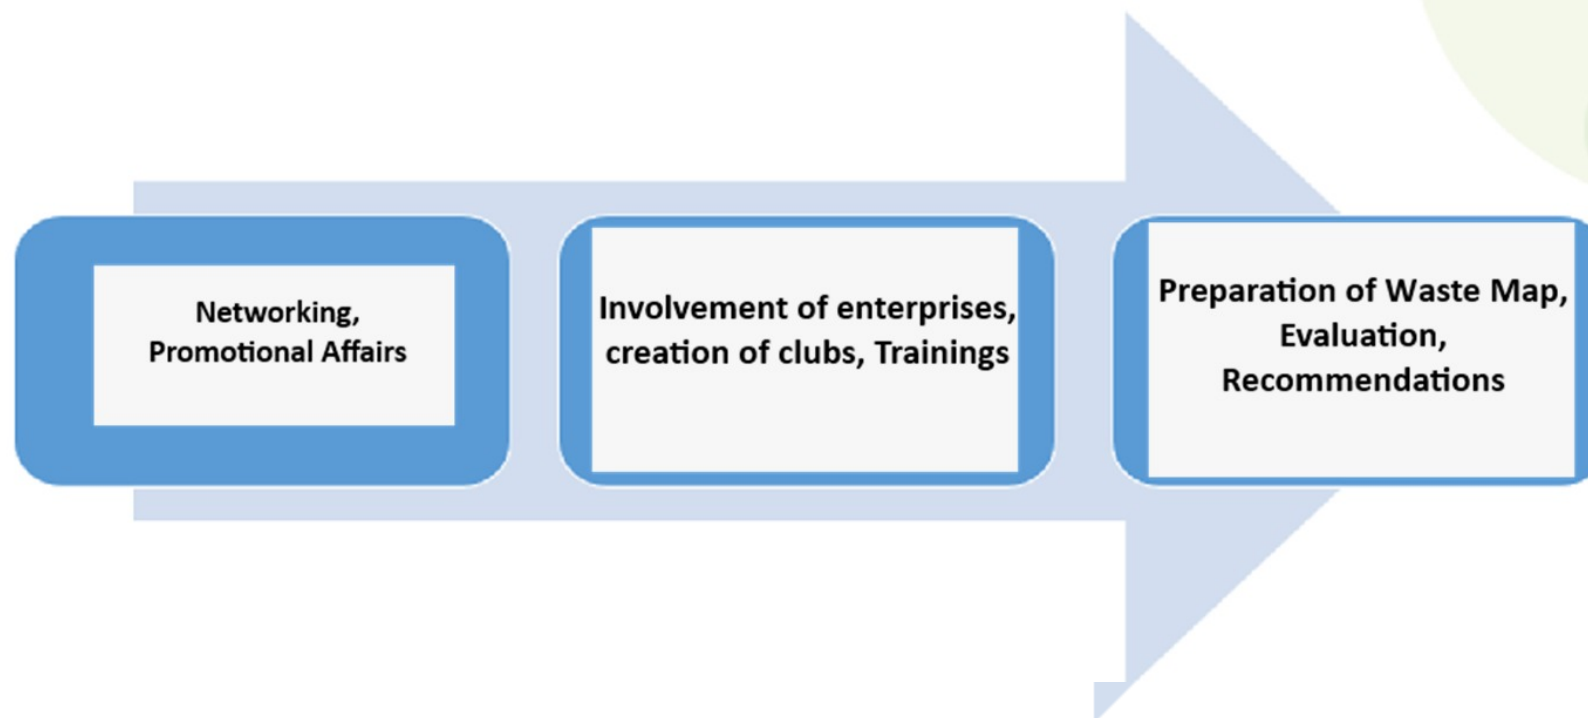 Networking,
Promotional Affairs
Involvement of enterprises,
creation of clubs, Trainings
Preparation of Waste Map,
Evaluation,
Recommendations